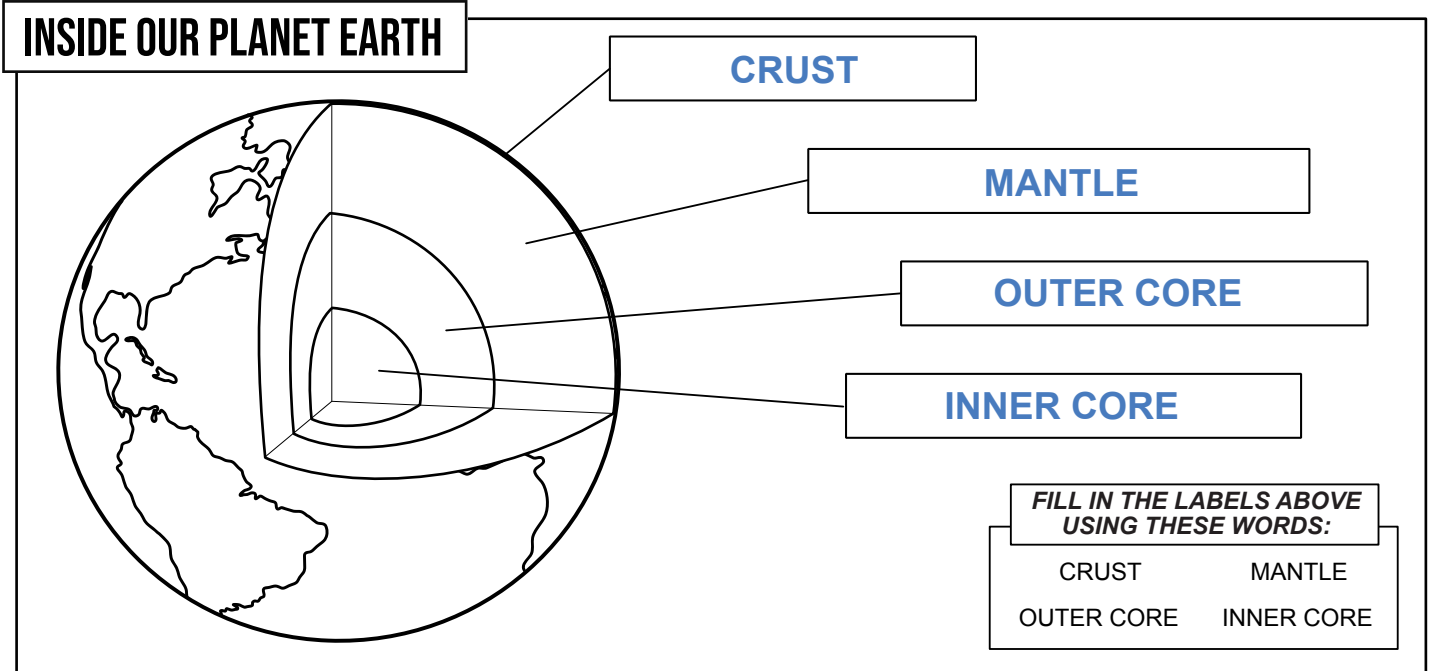 INSIDE OUR PLANET EARTH
CRUST
MANTLE
OUTER CORE
INNER CORE
FILL IN THE LABELS ABOVE
USING THESE WORDS:
CRUST MANTLE
OUTER CORE INNER CORE